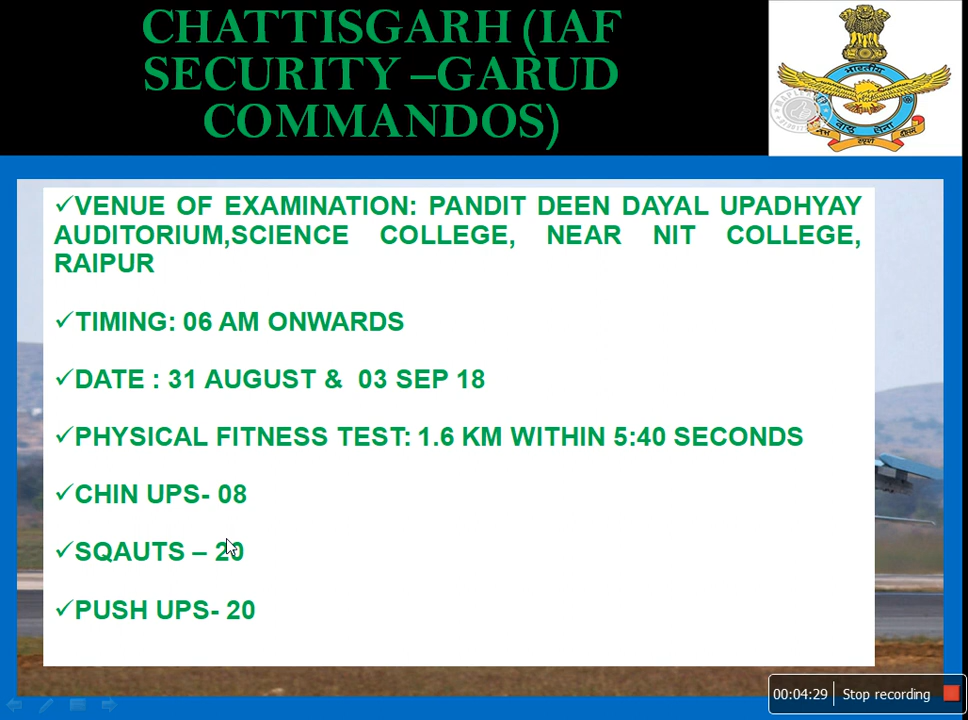 CHATTISGARH (IAF
SECURITY –GARUD
COMMANDOS)
✓VENUE OF EXAMINATION: PANDIT DEEN DAYAL UPADHYAY
AUDITORIUM,SCIENCE COLLEGE, NEAR NIT COLLEGE,
RAIPUR
✓TIMING: 06 AM ONWARDS
✓DATE : 31 AUGUST & 03 SEP 18
✓PHYSICAL FITNESS TEST: 1.6 KM WITHIN 5:40 SECONDS
✓CHIN UPS- 08
✓SQAUTS – 20
✓PUSH UPS- 20
00:04:29 Stop recording